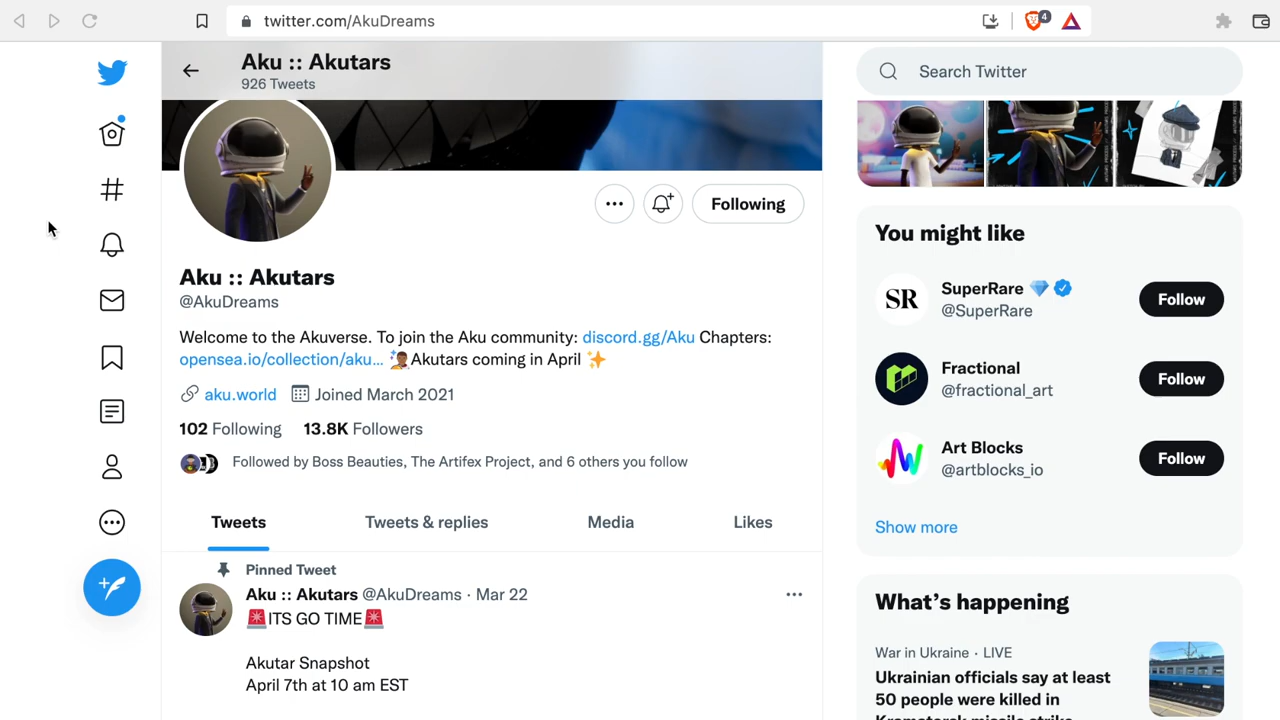 twitter.com/AkuDreams
4
Aku :: Akutars
926 Tweets
Search Twitter
Following
Aku :: Akutars
@AkuDreams
Welcome to the Akuverse. To join the Aku community: discord.gg/Aku Chapters:
opensea.io/collection/aku... 🧑🏾‍🚀Akutars coming in April ✨
aku.world Joined March 2021
102 Following 13.8K Followers
Followed by Boss Beauties, The Artifex Project, and 6 others you follow
Tweets Tweets & replies Media Likes
Pinned Tweet
Aku :: Akutars @AkuDreams · Mar 22
🚨ITS GO TIME🚨
Akutar Snapshot
April 7th at 10 am EST
You might like
SR
SuperRare 💎
@SuperRare
Follow
Fractional
@fractional_art
Follow
Art Blocks
@artblocks_io
Follow
Show more
What's happening
War in Ukraine · LIVE
Ukrainian officials say at least
50 people were killed in
Kramatorsk missile strike